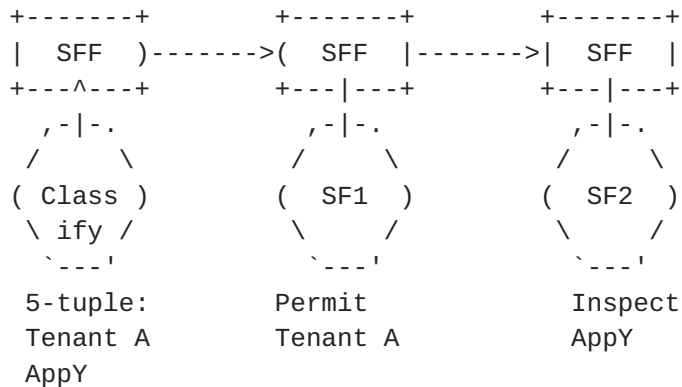 +-------+        +-------+        +-------+
|  SFF  )------->(  SFF  |------->|  SFF  |
+---^---+        +---|---+        +---|---+
  ,-|-.            ,-|-.            ,-|-.
 /     \          /     \          /     \
( Class )        (  SF1  )        (  SF2  )
 \ ify /          \     /          \     /
  `---'            `---'            `---'
 5-tuple:        Permit             Inspect
 Tenant A        Tenant A           AppY
 AppY